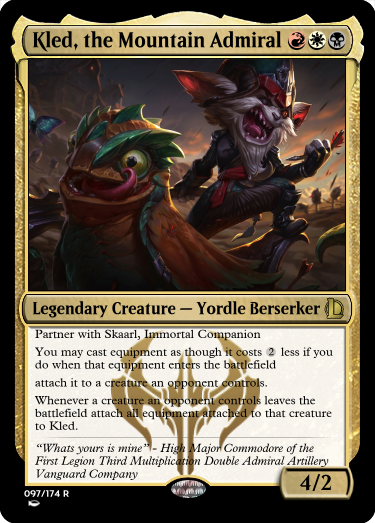 Kled, the Mountain Admiral
Legendary Creature — Yordle Berserker
Partner with Skaarl, Immortal Companion
You may cast equipment as though it costs 2 less if you
do when that equipment enters the battlefield
attach it to a creature an opponent controls.
Whenever a creature an opponent controls leaves the
battlefield attach all equipment attached to that creature
to Kled.
“Whats yours is mine” - High Major Commodore of the
First Legion Third Multiplication Double Admiral Artillery
Vanguard Company
4/2
097/174 R